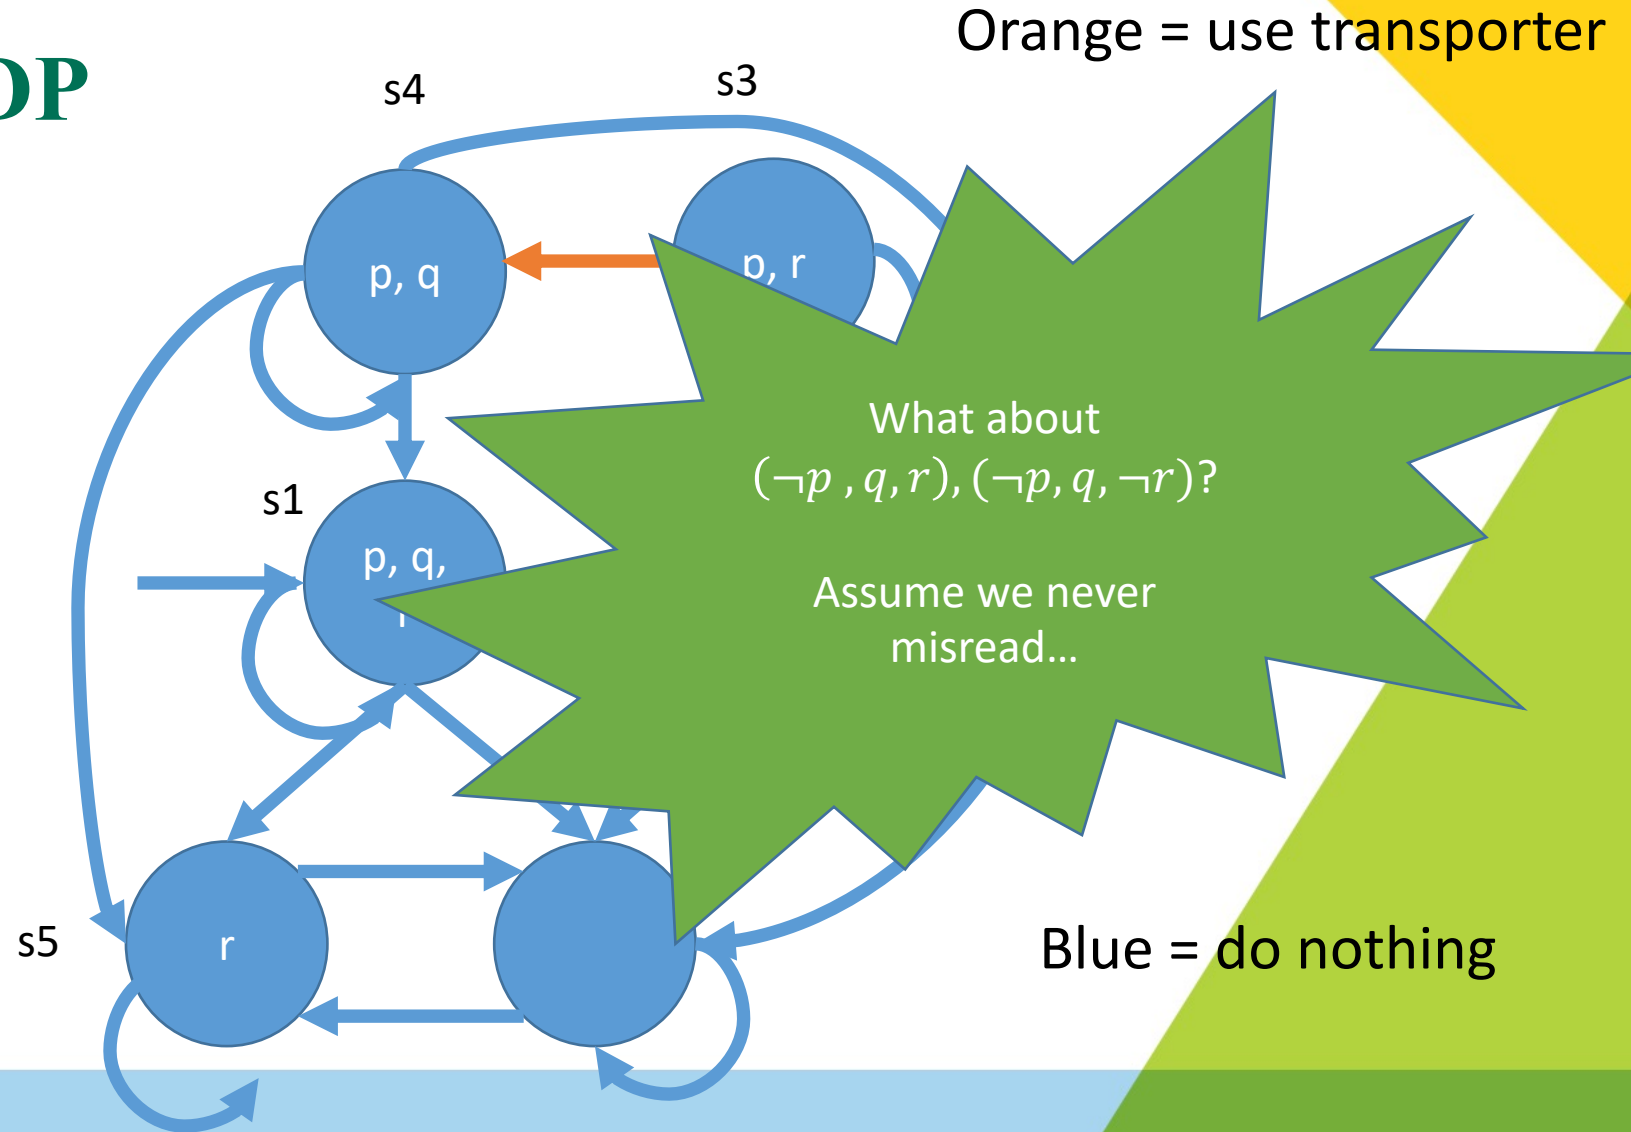 Orange = use transporter
DP
s4
s3
p, q
p, r
What about
(¬p , q, r), (¬p, q, ¬r)?
s1
p, q,
Assume we never
misread…
s5
r
Blue = do nothing